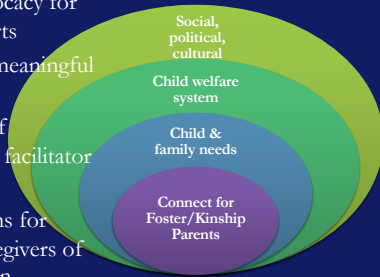 ocacy for
rts
meaningful
f
facilitator
ns for
egivers of
Social,
political,
cultural
Child welfare
system
Child &
family needs
Connect for
Foster/Kinship
Parents